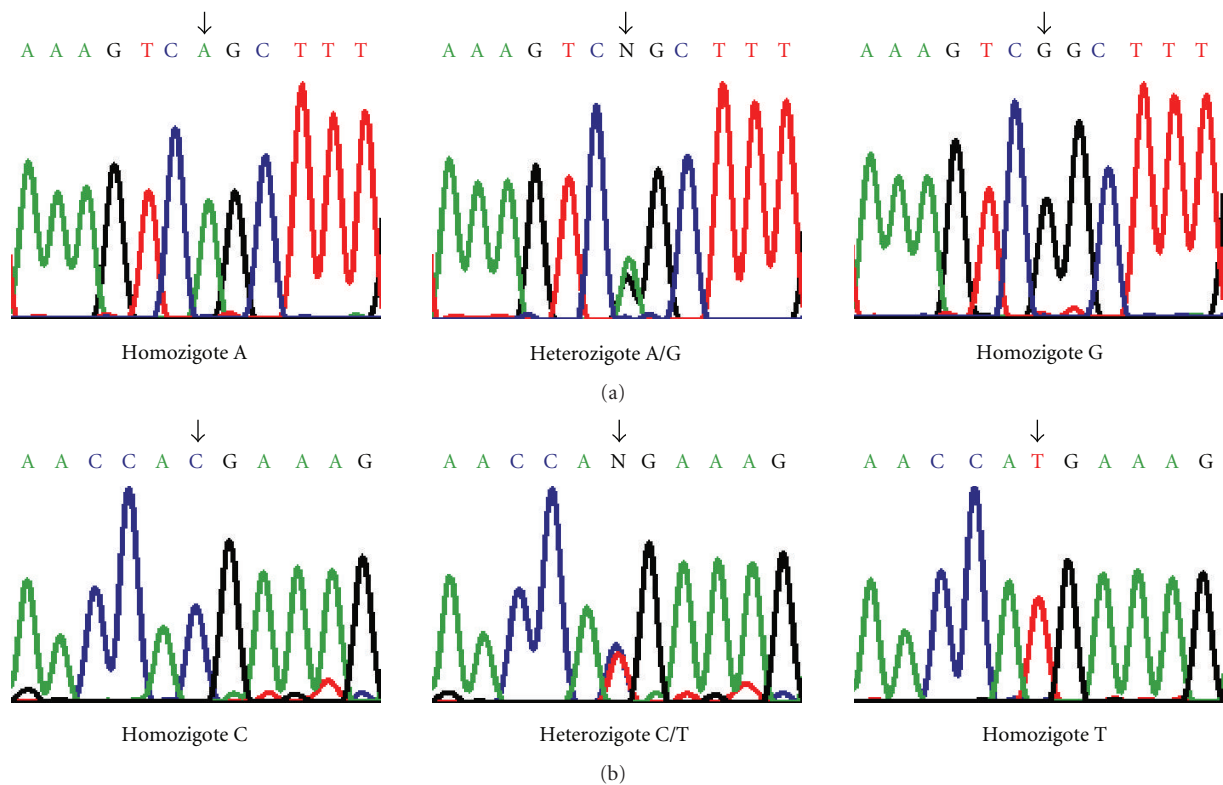 A A A G T C A G C T T T
A A A G T C N G C T T T
A A A G T C G G C T T T
Homozigote A
Heterozigote A/G
Homozigote G
(a)
A A C C A C G A A A G
A A C C A N G A A A G
A A C C A T G A A A G
Homozigote C
Heterozigote C/T
Homozigote T
(b)